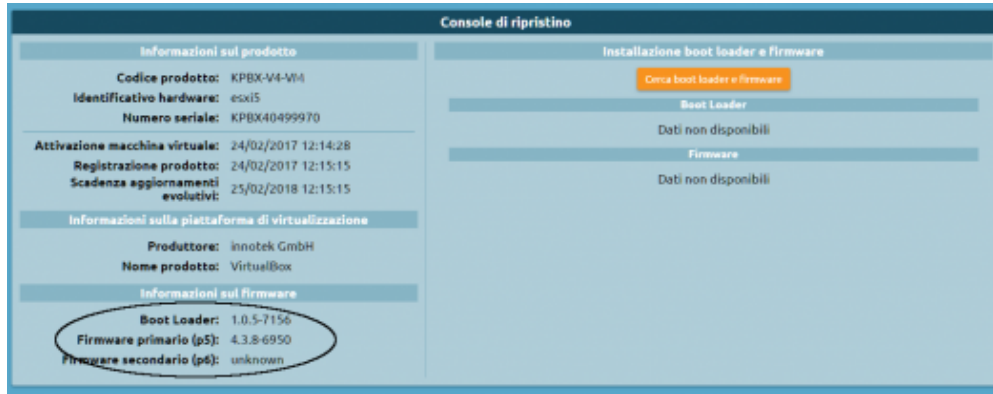 Console di ripristino
Informazioni sul prodotto
Codice prodotto: KPBX-V4-VM
Identificativo hardware: esxi5
Numero seriale: KPBX40499970
Attivazione macchina virtuale: 24/02/2017 12:14:28
Registrazione prodotto: 24/02/2017 12:15:15
Scadenza aggiornamenti
evolutivi: 25/02/2018 12:15:15
Informazioni sulla piattaforma di virtualizzazione
Produttore: innotek GmbH
Nome prodotto: VirtualBox
Informazioni sul firmware
Boot Loader: 1.0.5-7156
Firmware primario (p5): 4.3.8-6950
Firmware secondario (p6): unknown
Installazione boot loader e firmware
Cerca boot loader e firmware
Boot Loader
Dati non disponibili
Firmware
Dati non disponibili